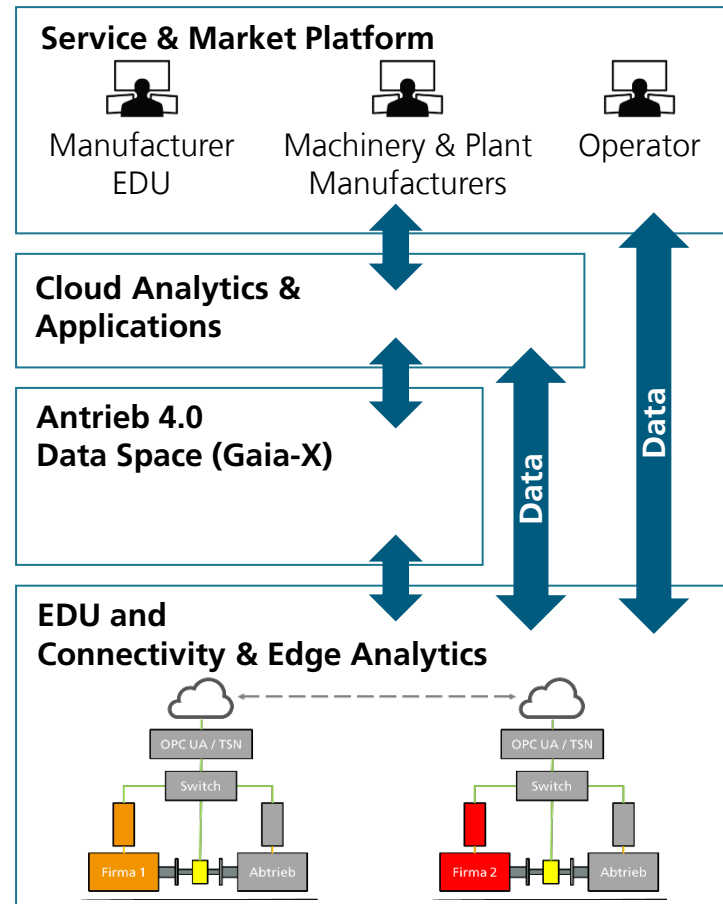 Service & Market Platform
Manufacturer
EDU
Machinery & Plant
Manufacturers
Operator
Cloud Analytics &
Applications
Antrieb 4.0
Data Space (Gaia-X)
Data
Data
EDU and
Connectivity & Edge Analytics
OPC UA / TSN
Switch
Firma 1
Abtrieb
OPC UA / TSN
Switch
Firma 2
Abtrieb